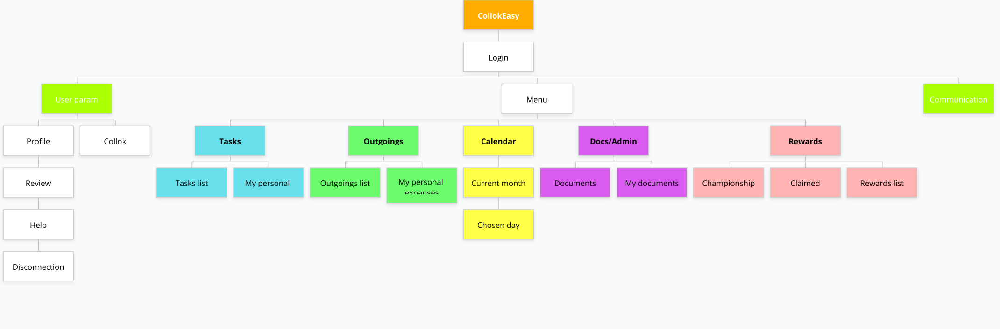 CollokEasy
Login
User param
Menu
Communication
Profile
Collok
Tasks
Outgoings
Calendar
Docs/Admin
Rewards
Review
Tasks list
My personal
Outgoings list
My personal
expanses
Current month
Documents
My documents
Championship
Claimed
Rewards list
Help
Chosen day
Disconnection